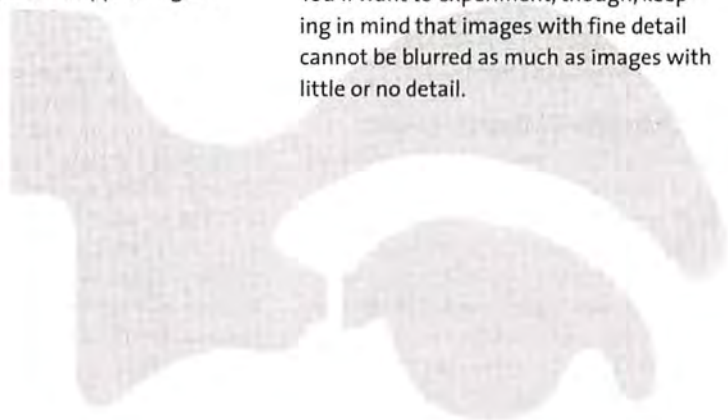 ing in mind that images with fine detail
cannot be blurred as much as images with
little or no detail.